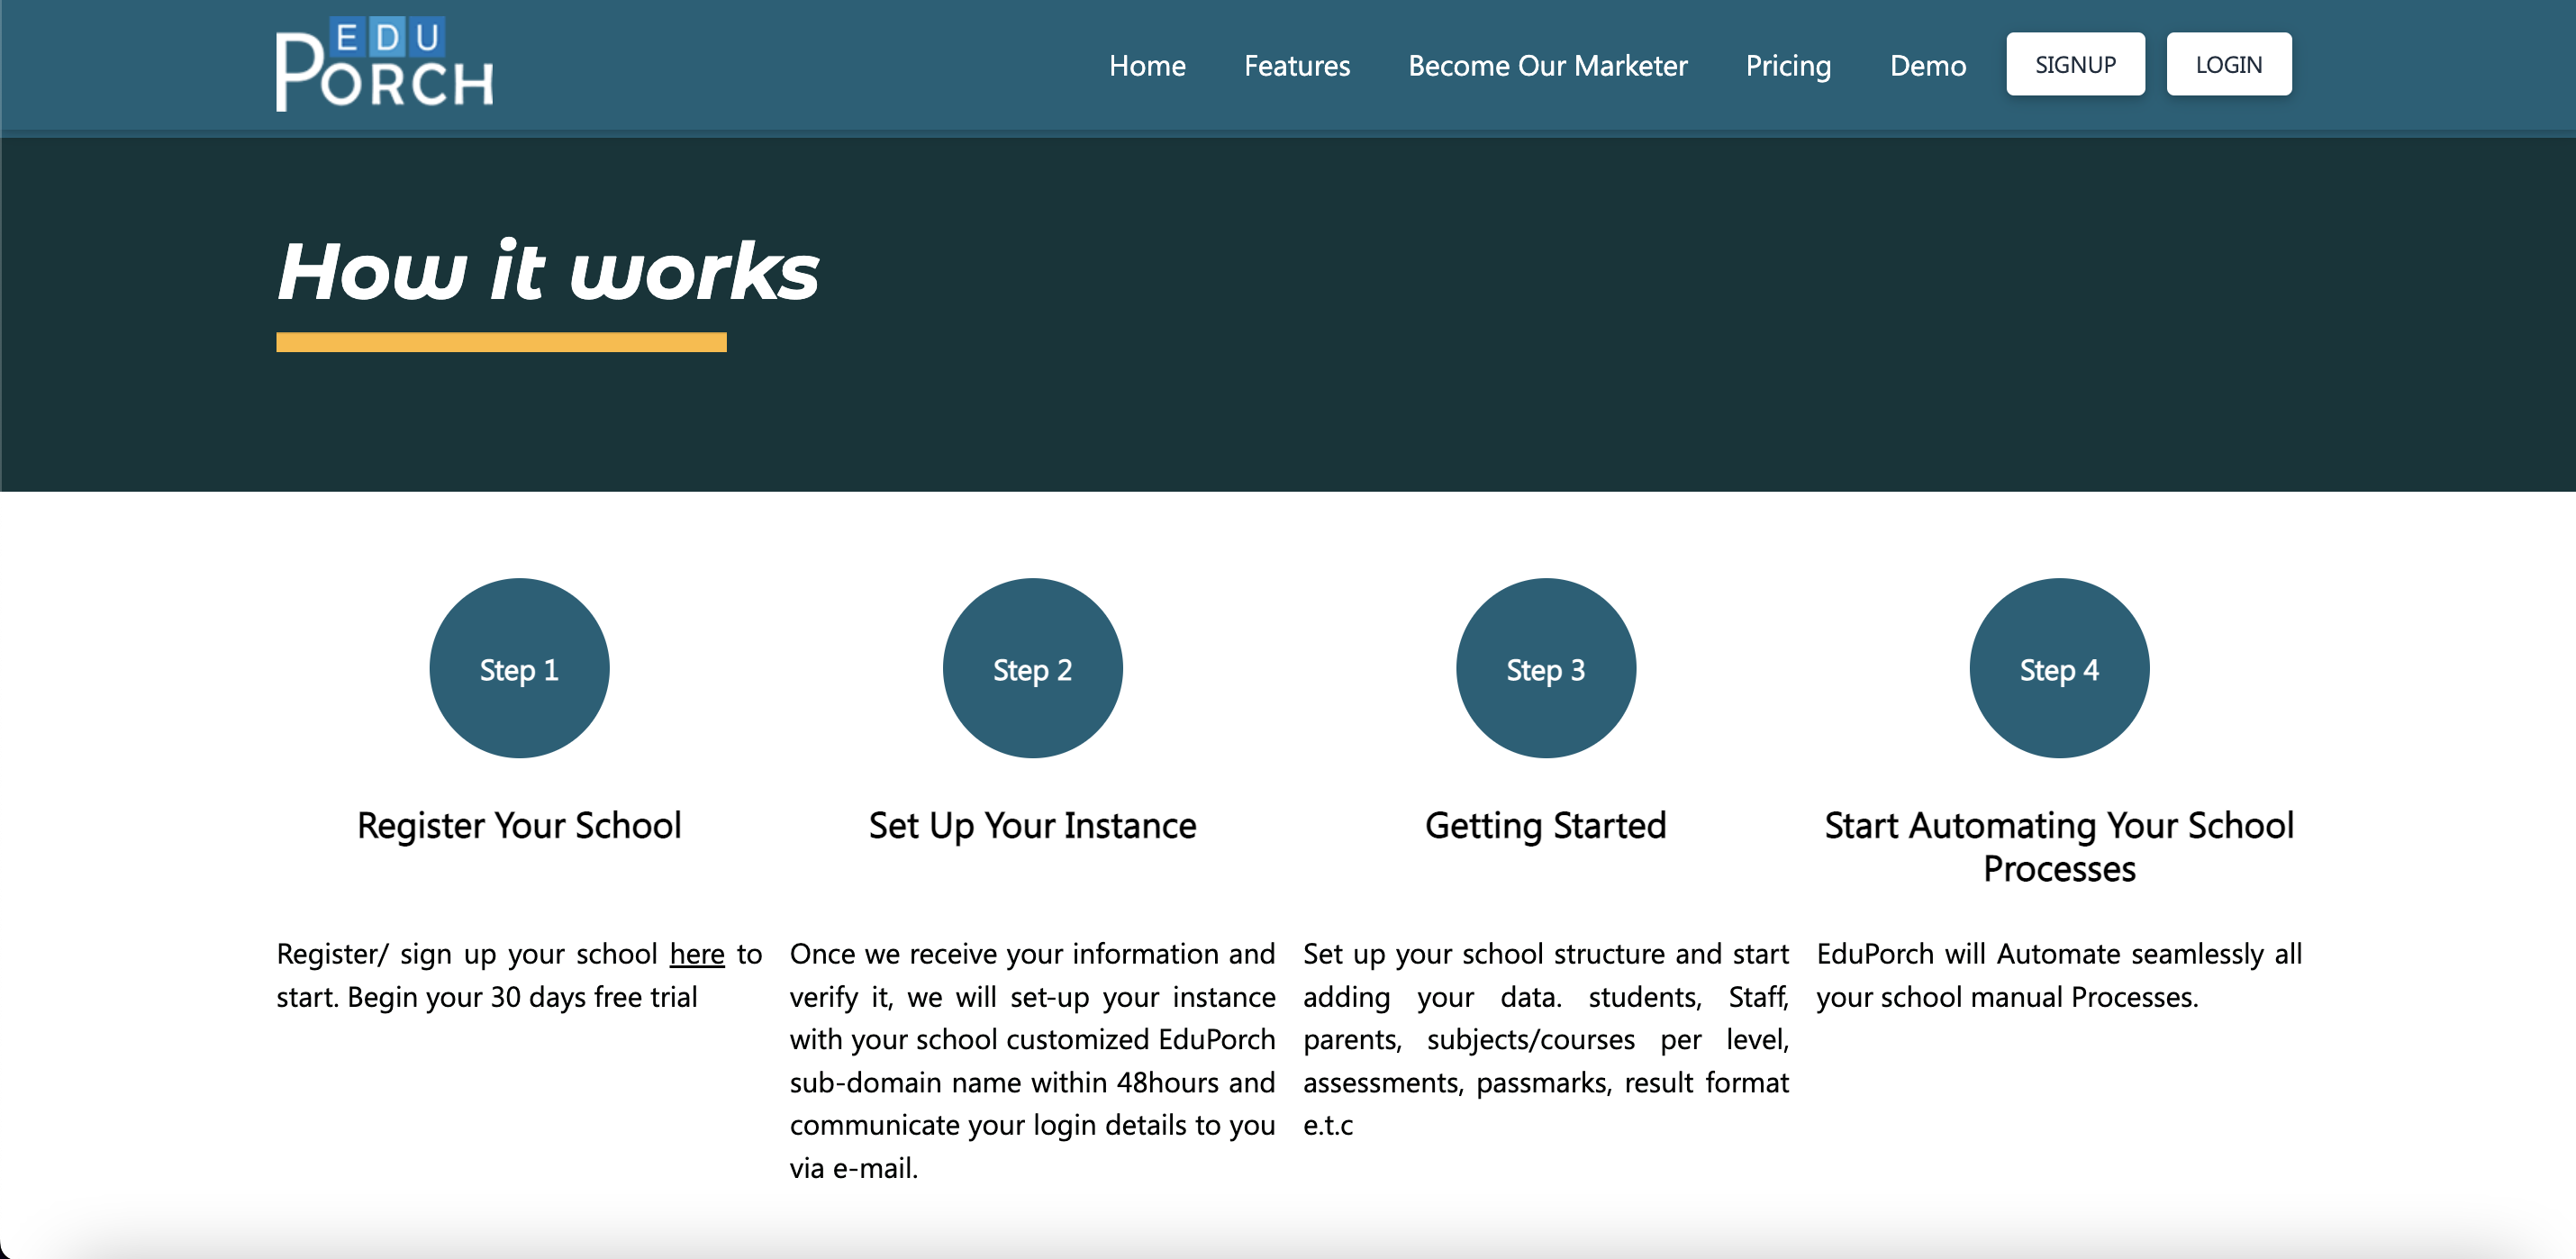 EDU
PORCH
Home Features Become Our Marketer Pricing Demo SIGNUP LOGIN
How it works
Step 1
Register Your School
Register/ sign up your school here to
start. Begin your 30 days free trial
Step 2
Set Up Your Instance
Once we receive your information and
verify it, we will set-up your instance
with your school customized EduPorch
sub-domain name within 48hours and
communicate your login details to you
via e-mail.
Step 3
Getting Started
Set up your school structure and start
adding your data. students, Staff,
parents, subjects/courses per level,
assessments, passmarks, result format
e.t.c
Step 4
Start Automating Your School
Processes
EduPorch will Automate seamlessly all
your school manual Processes.